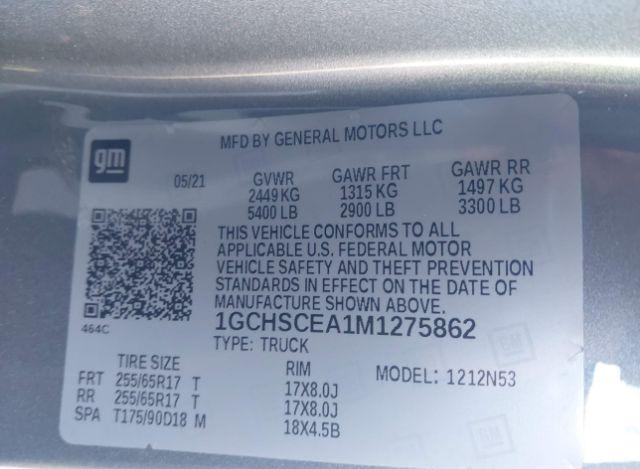 gm
MFD BY GENERAL MOTORS LLC
05/21 GVWR GAWR FRT GAWR RR
2449 KG 1315 KG 1497 KG
5400 LB 2900 LB 3300 LB
THIS VEHICLE CONFORMS TO ALL
APPLICABLE U.S. FEDERAL MOTOR
VEHICLE SAFETY AND THEFT PREVENTION
STANDARDS IN EFFECT ON THE DATE OF
MANUFACTURE SHOWN ABOVE.
464C
1GCHSCEA1M1275862
TYPE: TRUCK
TIRE SIZE RIM MODEL: 1212N53
FRT 255/65R17 T 17X8.0J
RR 255/65R17 T 17X8.0J
SPA T175/90D18 M 18X4.5B
GM
GM